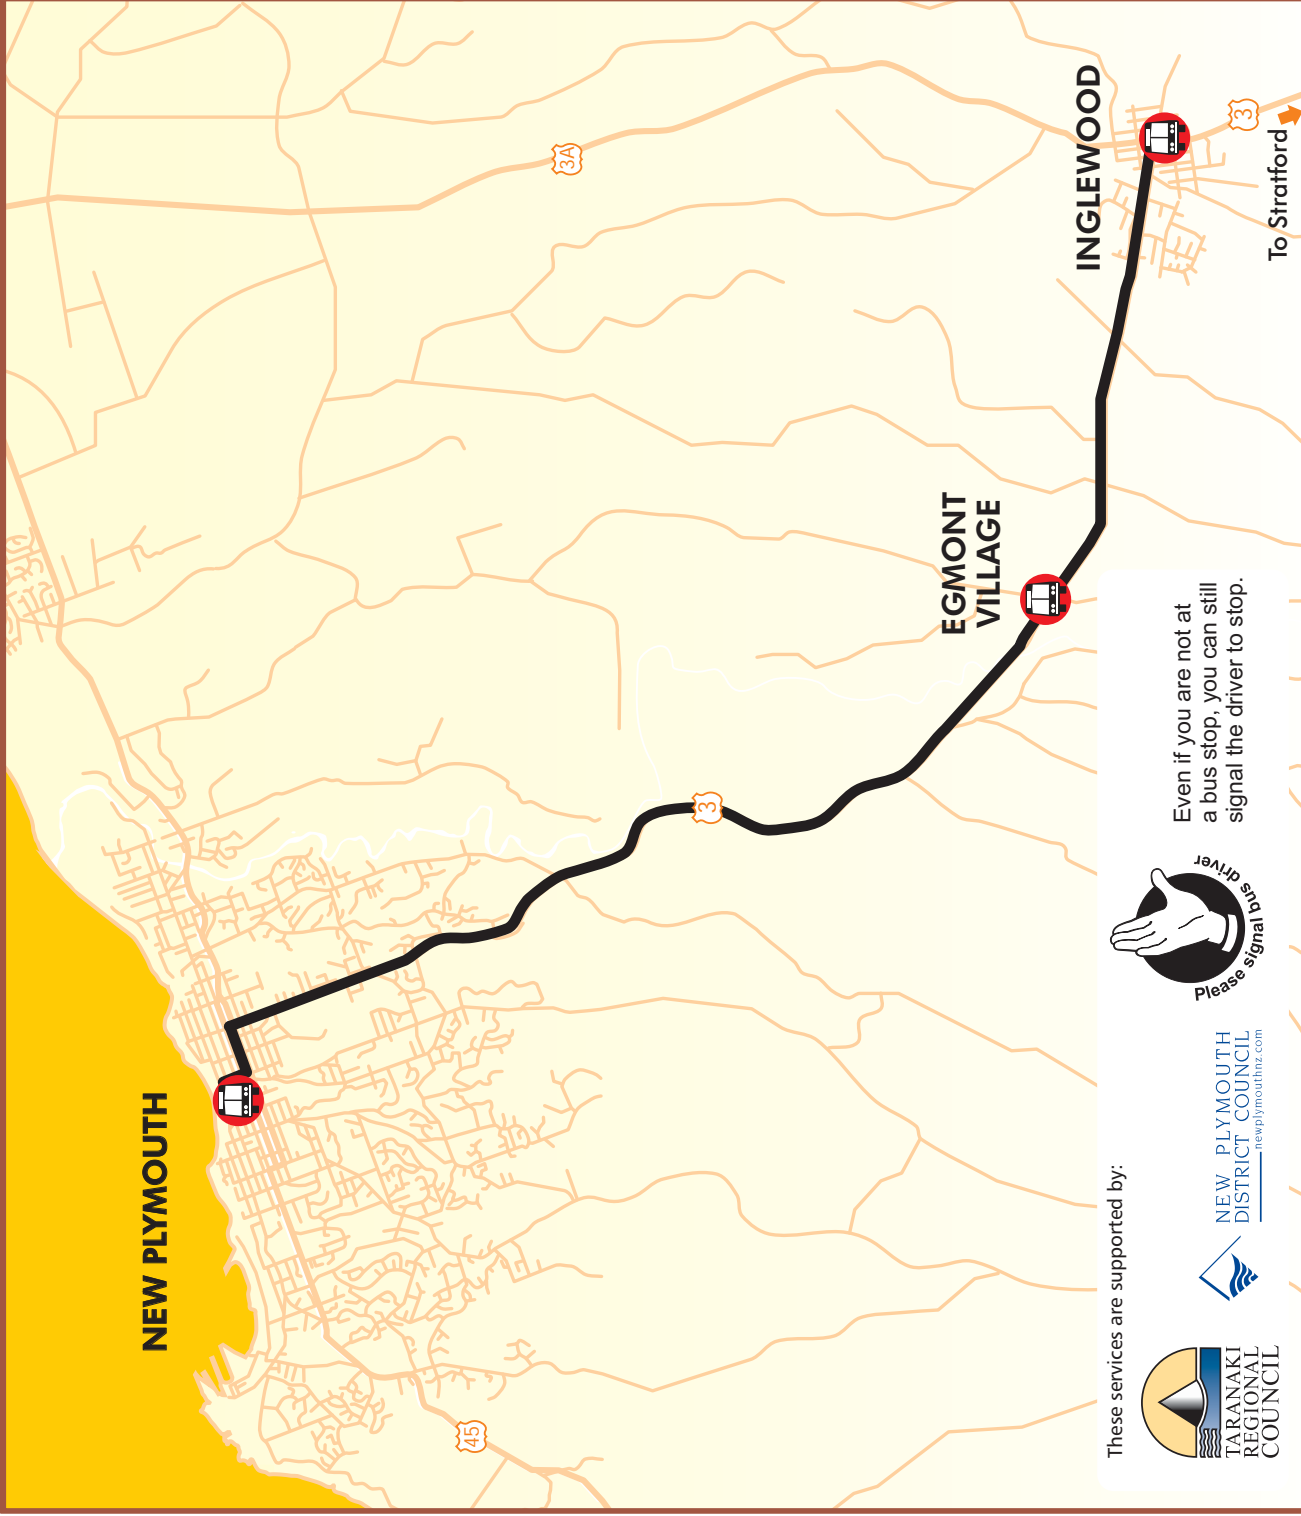 NEW PLYMOUTH
EGMONT
VILLAGE
INGLEWOOD
3A
3
3
45
To Stratford
These services are supported by:
TARANAKI
REGIONAL
COUNCIL
NEW PLYMOUTH
DISTRICT COUNCIL
newplymouthnz.com
Please signal bus driver
Even if you are not at
a bus stop, you can still
signal the driver to stop.